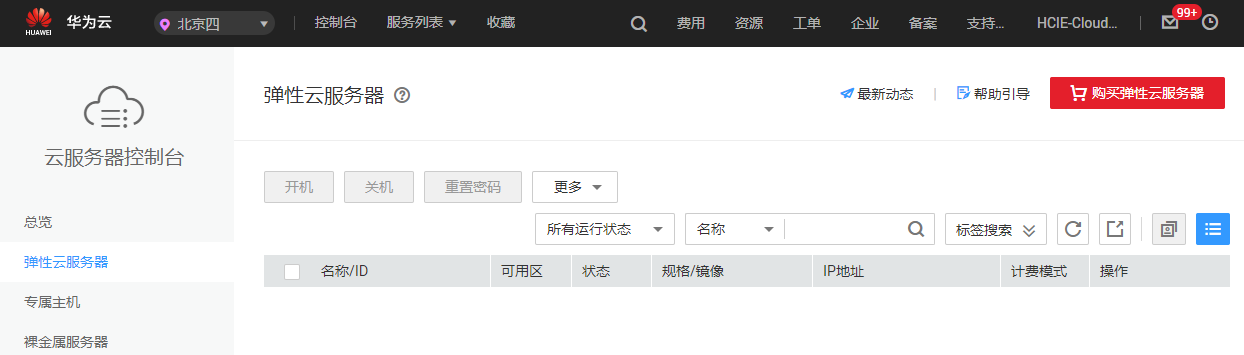 HUAWEI 华为云 北京四 控制台 服务列表 收藏 费用 资源 工单 企业 备案 支持... HCIE-Cloud... 99+
云服务器控制台
总览
弹性云服务器
专属主机
裸金属服务器
弹性云服务器 ? 最新动态 帮助引导 购买弹性云服务器
开机 关机 重置密码 更多
所有运行状态 名称 标签搜索
名称/ID 可用区 状态 规格/镜像 IP地址 计费模式 操作